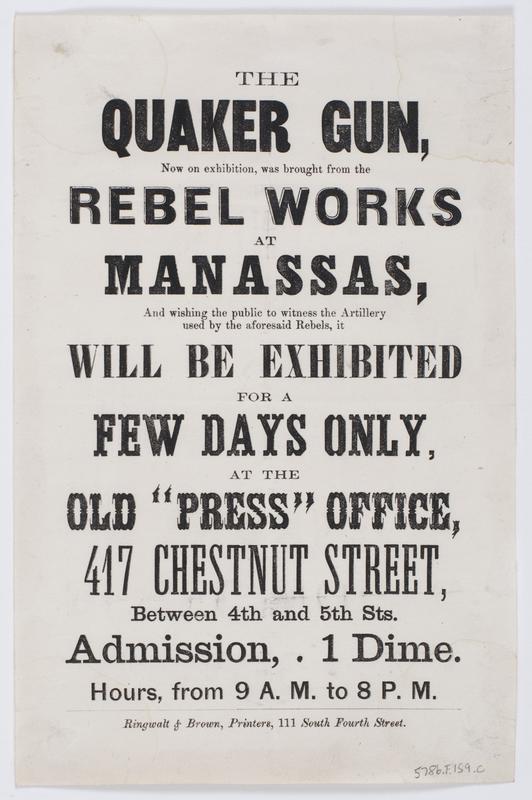 THE
QUAKER GUN,
Now on exhibition, was brought from the
REBEL WORKS
AT
MANASSAS,
And wishing the public to witness the Artillery
used by the aforesaid Rebels, it
WILL BE EXHIBITED
FOR A
FEW DAYS ONLY,
AT THE
OLD "PRESS" OFFICE,
417 CHESTNUT STREET,
Between 4th and 5th Sts.
Admission, . 1 Dime.
Hours, from 9 A. M. to 8 P. M.
Ringwalt & Brown, Printers, 111 South Fourth Street.
5786.F.159.c